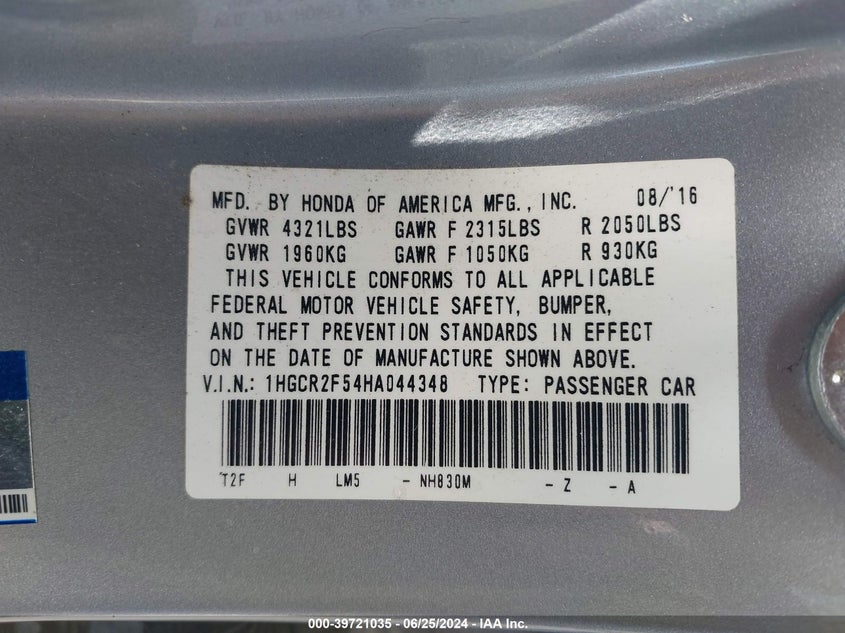 MFD. BY HONDA OF AMERICA MFG., INC. 08/'16
GVWR 4321LBS GAWR F 2315LBS R 2050LBS
GVWR 1960KG GAWR F 1050KG R 930KG
THIS VEHICLE CONFORMS TO ALL APPLICABLE
FEDERAL MOTOR VEHICLE SAFETY, BUMPER,
AND THEFT PREVENTION STANDARDS IN EFFECT
ON THE DATE OF MANUFACTURE SHOWN ABOVE.
V.I.N.: 1HGCR2F54HA044348 TYPE: PASSENGER CAR
T2F H LM5 - NH830M - Z - A
000-39721035 - 06/25/2024 - IAA Inc.